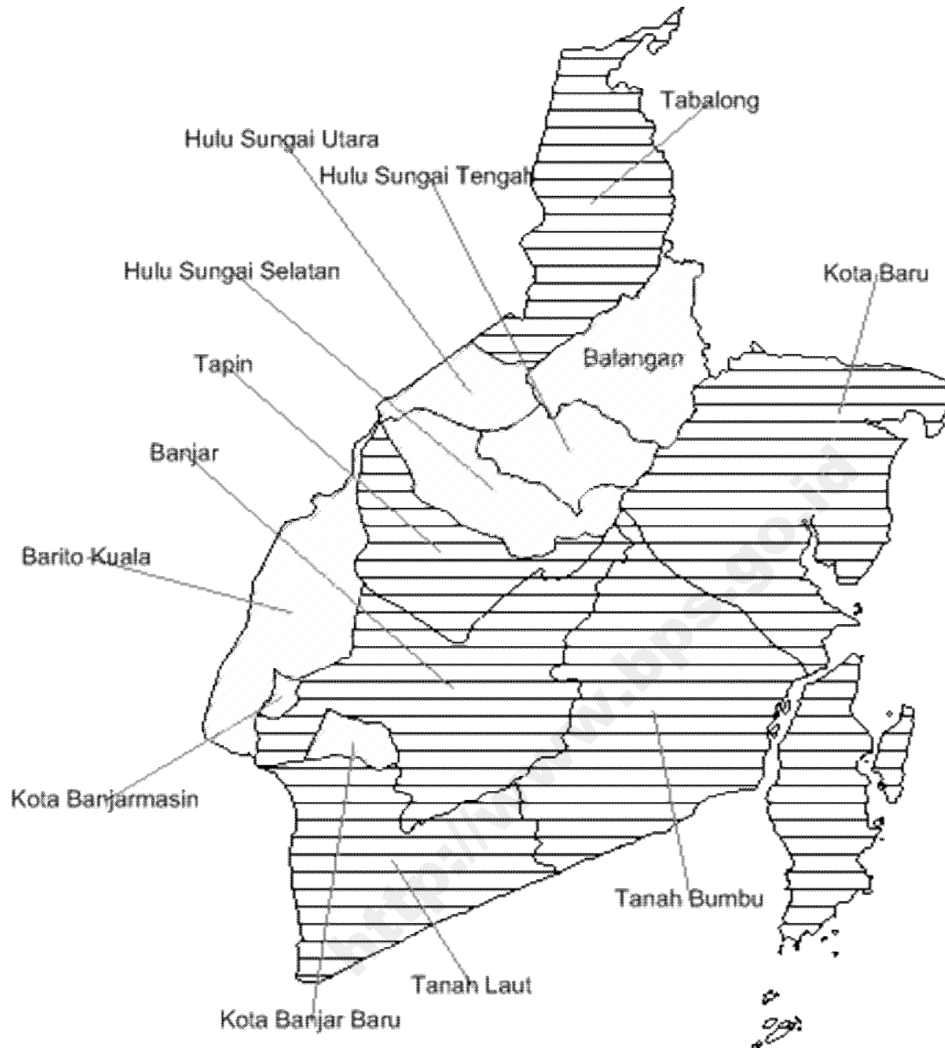 Tabalong
Hulu Sungai Utara
Hulu Sungai Tengah
Hulu Sungai Selatan
Kota Baru
Tapin
Balangan
Banjar
Barito Kuala
Kota Banjarmasin
Tanah Bumbu
Tanah Laut
Kota Banjar Baru
http://www.bps.go.id